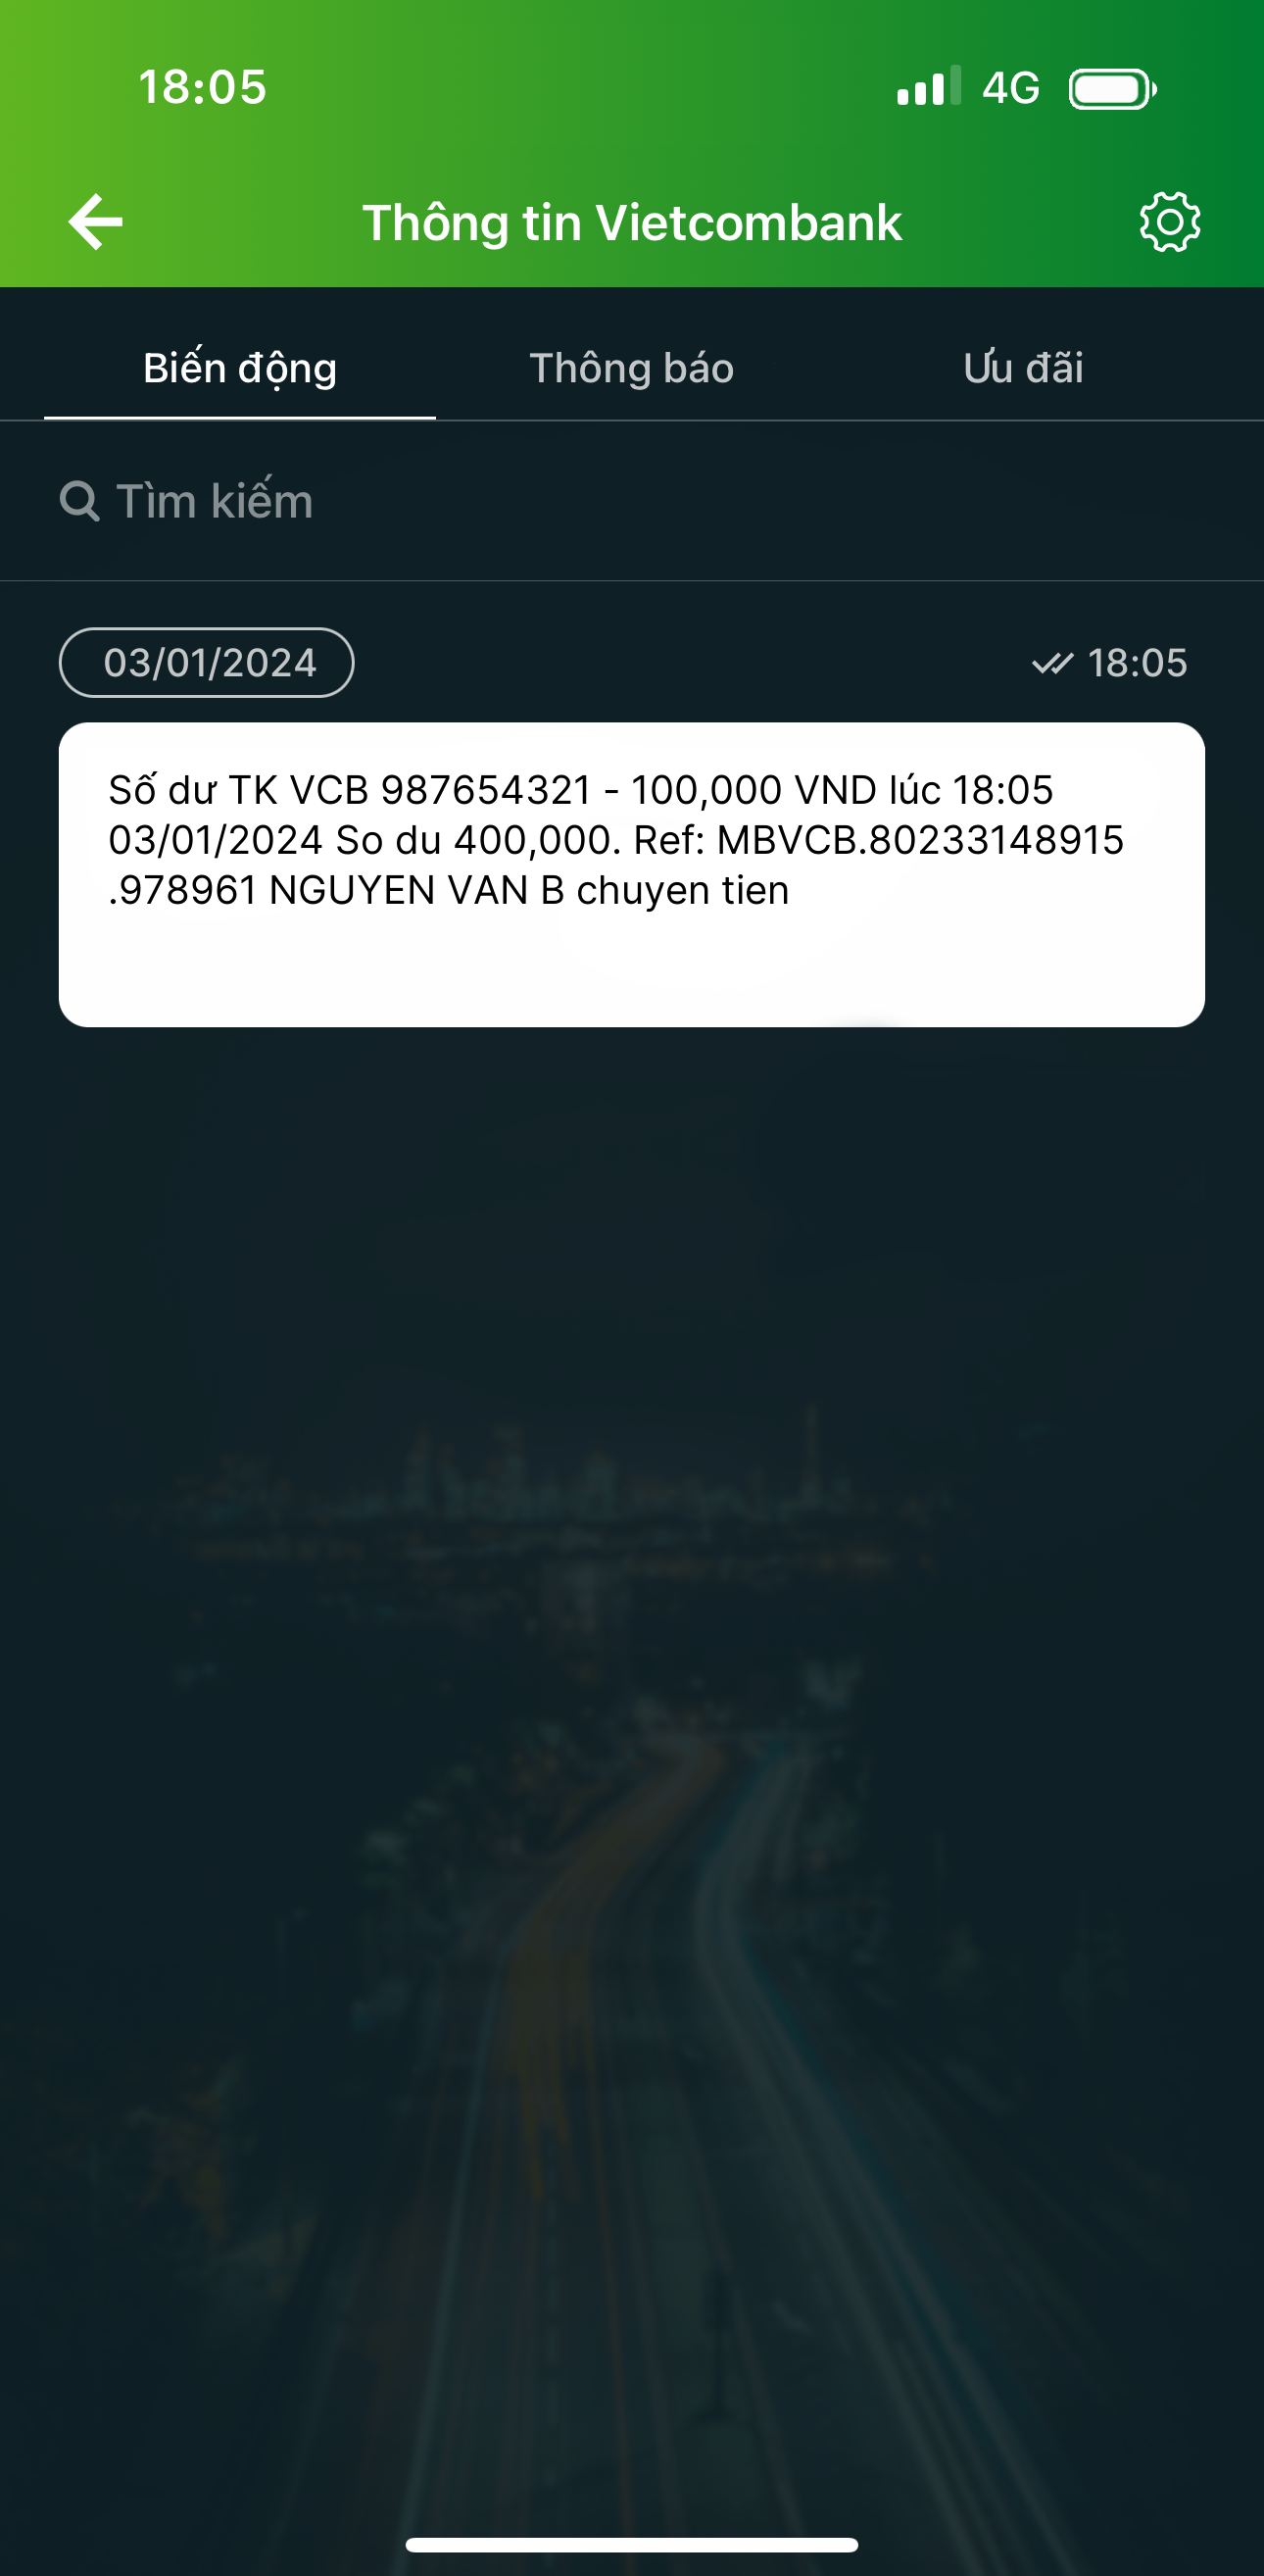 18:05
4G
Thông tin Vietcombank
Biến động
Thông báo
Ưu đãi
Tìm kiếm
03/01/2024
18:05
Số dư TK VCB 987654321 - 100,000 VND lúc 18:05
03/01/2024 So du 400,000. Ref: MBVCB.80233148915
.978961 NGUYEN VAN B chuyen tien